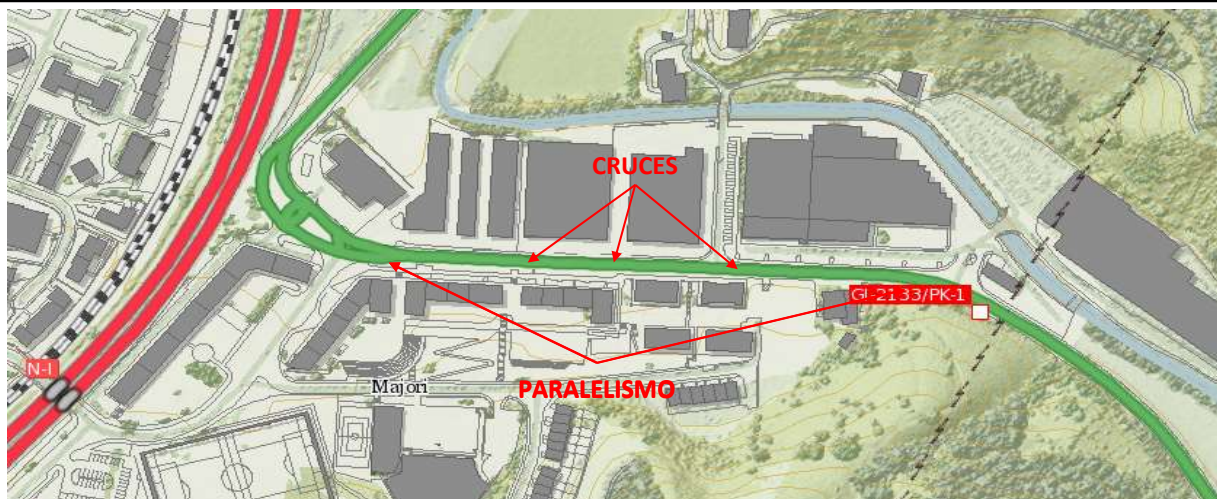 CRUCES
GI-2133/PK-1
N-I
Majori
PARALELISMO